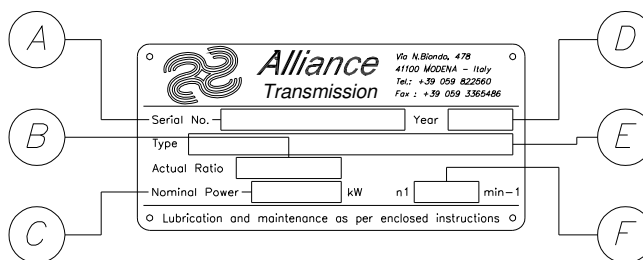 A
D
Alliance
Transmission
Via N.Biondo, 478
41100 MODENA - Italy
Tel.: +39 059 822560
Fax : +39 059 3365486
B
Serial No.
Year
Type
E
Actual Ratio
Nominal Power
kW
n1
min-1
C
Lubrication and maintenance as per enclosed instructions
F